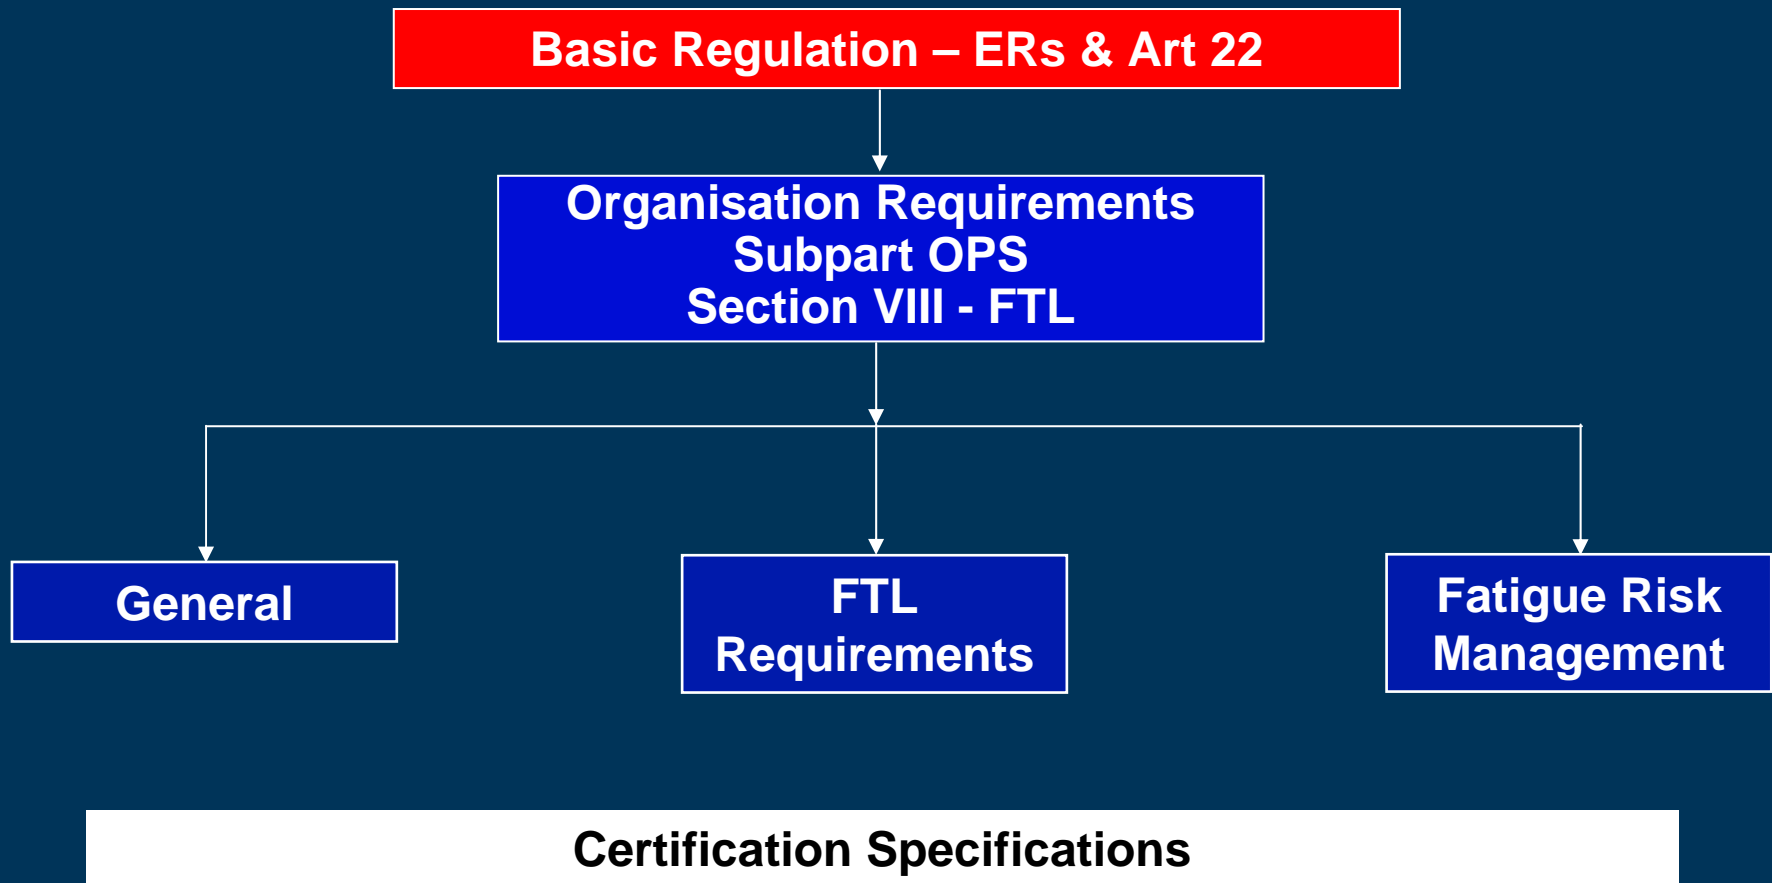 Basic Regulation – ERs & Art 22
Organisation Requirements
Subpart OPS
Section VIII - FTL
General
FTL
Requirements
Fatigue Risk
Management
Certification Specifications